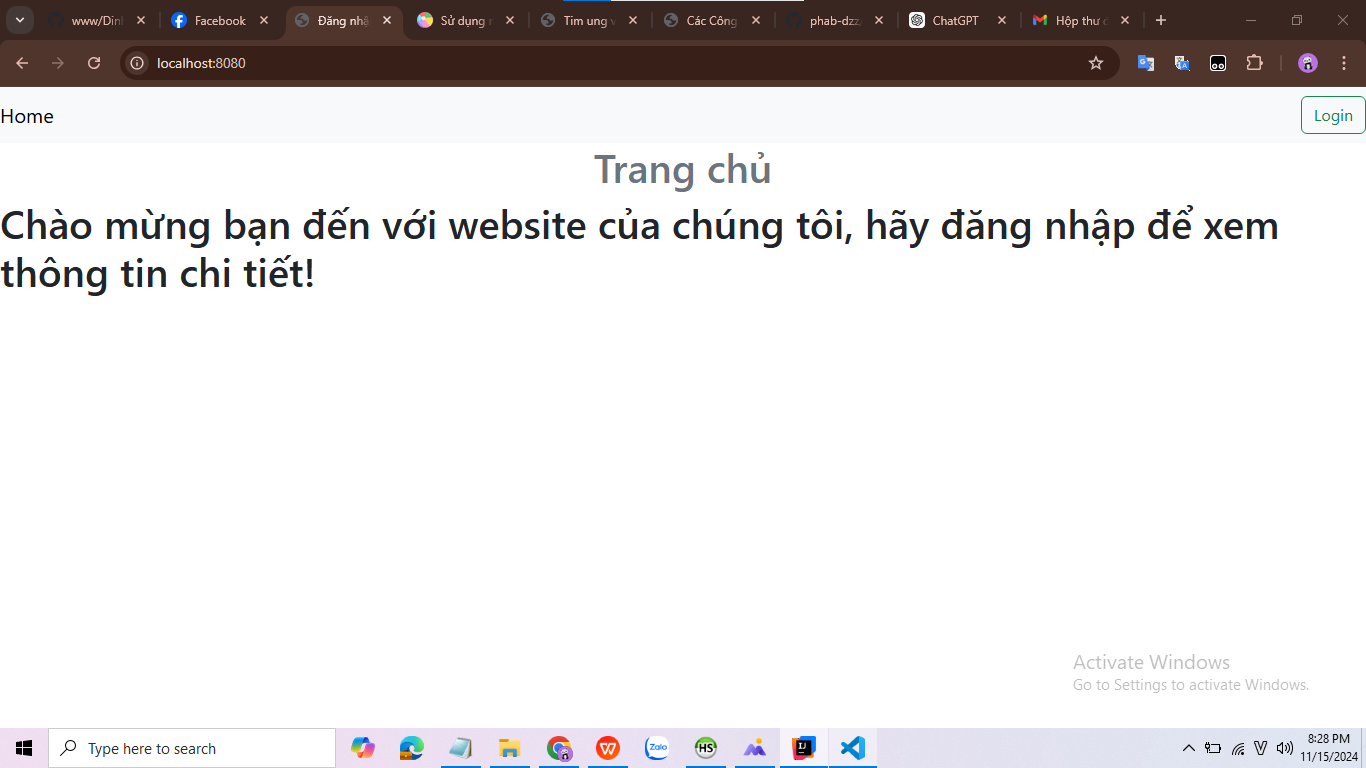 www/Dinh
Facebook
Đăng nhậ
Sử dụng
Tim ung v
Các Công
phab-dzz
ChatGPT
Hộp thư
localhost:8080
Home
Login
Trang chủ
Chào mừng bạn đến với website của chúng tôi, hãy đăng nhập để xem
thông tin chi tiết!
Activate Windows
Go to Settings to activate Windows.
Type here to search
Zalo
HS
8:28 PM
11/15/2024